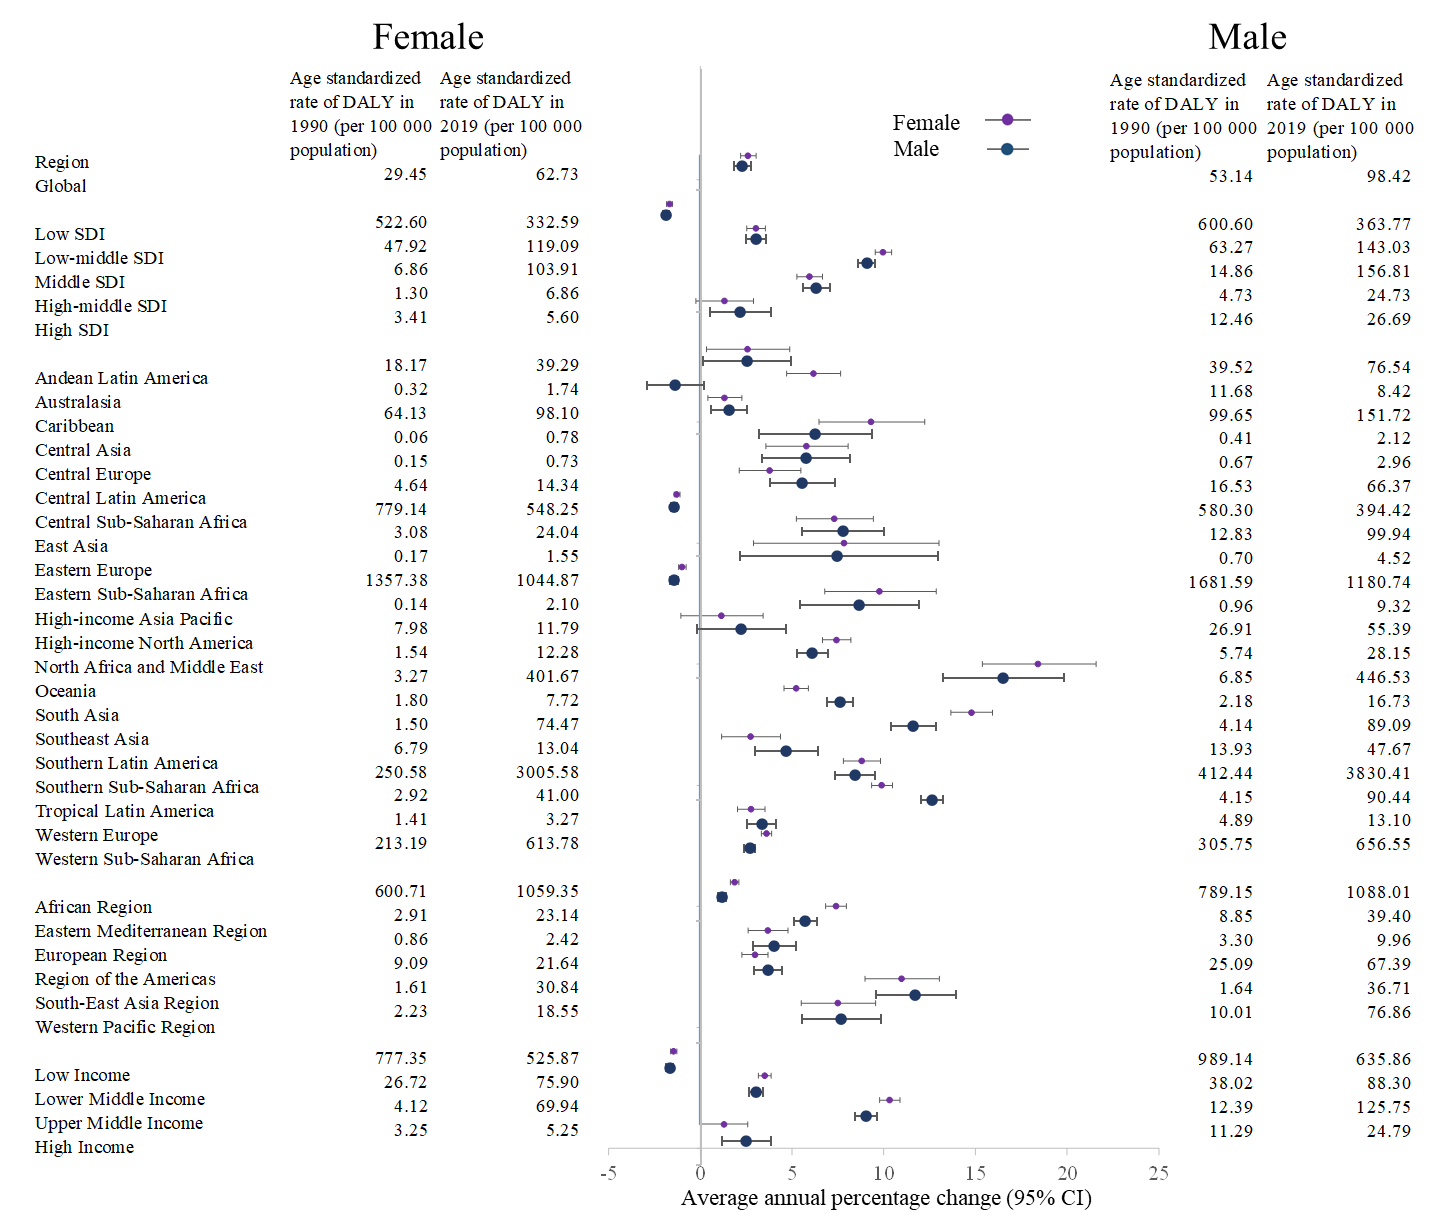 Female Male
Age standardized Age standardized Age standardized Age standardized
rate of DALY in rate of DALY in rate of DALY in rate of DALY in
1990 (per 100 000 2019 (per 100 000 1990 (per 100 000 2019 (per 100 000
population) population) population) population)
Female
Male
Region
Global 29.45 62.73 53.14 98.42
Low SDI 522.60 332.59 600.60 363.77
Low-middle SDI 47.92 119.09 63.27 143.03
Middle SDI 6.86 103.91 14.86 156.81
High-middle SDI 1.30 6.86 4.73 24.73
High SDI 3.41 5.60 12.46 26.69
Andean Latin America 18.17 39.29 39.52 76.54
Australasia 0.32 1.74 11.68 8.42
Caribbean 64.13 98.10 99.65 151.72
Central Asia 0.06 0.78 0.41 2.12
Central Europe 0.15 0.73 0.67 2.96
Central Latin America 4.64 14.34 16.53 66.37
Central Sub-Saharan Africa 779.14 548.25 580.30 394.42
East Asia 3.08 24.04 12.83 99.94
Eastern Europe 0.17 1.55 0.70 4.52
Eastern Sub-Saharan Africa 1357.38 1044.87 1681.59 1180.74
High-income Asia Pacific 0.14 2.10 0.96 9.32
High-income North America 7.98 11.79 26.91 55.39
North Africa and Middle East 1.54 12.28 5.74 28.15
Oceania 3.27 401.67 6.85 446.53
South Asia 1.80 7.72 2.18 16.73
Southeast Asia 1.50 74.47 4.14 89.09
Southern Latin America 6.79 13.04 13.93 47.67
Southern Sub-Saharan Africa 250.58 3005.58 412.44 3830.41
Tropical Latin America 2.92 41.00 4.15 90.44
Western Europe 1.41 3.27 4.89 13.10
Western Sub-Saharan Africa 213.19 613.78 305.75 656.55
African Region 600.71 1059.35 789.15 1088.01
Eastern Mediterranean Region 2.91 23.14 8.85 39.40
European Region 0.86 2.42 3.30 9.96
Region of the Americas 9.09 21.64 25.09 67.39
South-East Asia Region 1.61 30.84 1.64 36.71
Western Pacific Region 2.23 18.55 10.01 76.86
Low Income 777.35 525.87 989.14 635.86
Lower Middle Income 26.72 75.90 38.02 88.30
Upper Middle Income 4.12 69.94 12.39 125.75
High Income 3.25 5.25 11.29 24.79
-5 0 5 10 15 20 25
Average annual percentage change (95% CI)